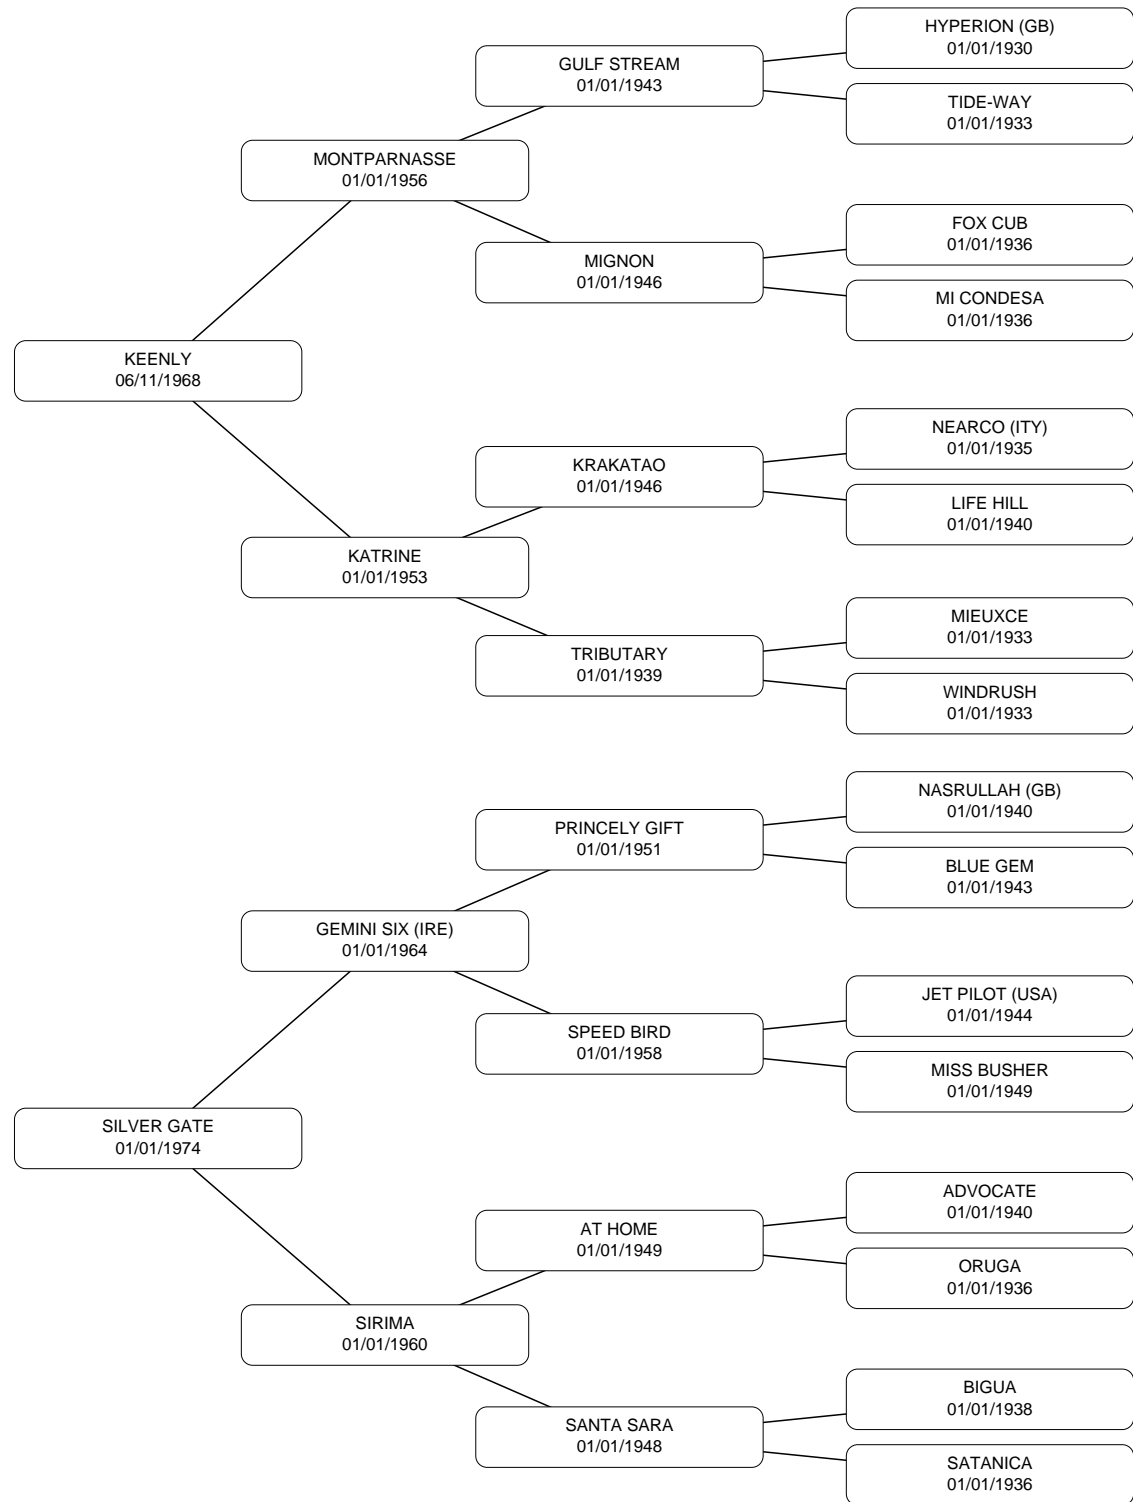 HYPERION (GB)
01/01/1930
GULF STREAM
01/01/1943
TIDE-WAY
01/01/1933
MONTPARNASSE
01/01/1956
FOX CUB
01/01/1936
MIGNON
01/01/1946
MI CONDESA
01/01/1936
KEENLY
06/11/1968
NEARCO (ITY)
01/01/1935
KRAKATAO
01/01/1946
LIFE HILL
01/01/1940
KATRINE
01/01/1953
MIEUXCE
01/01/1933
TRIBUTARY
01/01/1939
WINDRUSH
01/01/1933
NASRULLAH (GB)
01/01/1940
PRINCELY GIFT
01/01/1951
BLUE GEM
01/01/1943
GEMINI SIX (IRE)
01/01/1964
JET PILOT (USA)
01/01/1944
SPEED BIRD
01/01/1958
MISS BUSHER
01/01/1949
SILVER GATE
01/01/1974
ADVOCATE
01/01/1940
AT HOME
01/01/1949
ORUGA
01/01/1936
SIRIMA
01/01/1960
BIGUA
01/01/1938
SANTA SARA
01/01/1948
SATANICA
01/01/1936